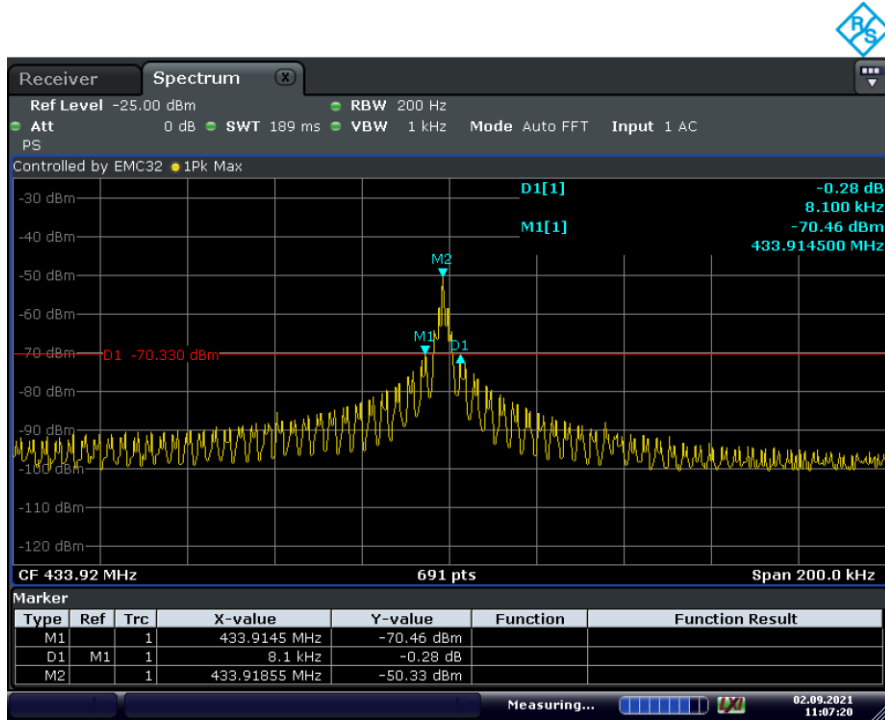 R/S
Receiver Spectrum X
Ref Level -25.00 dBm RBW 200 Hz
Att 0 dB SWT 189 ms VBW 1 kHz Mode Auto FFT Input 1 AC
PS
Controlled by EMC32 1Pk Max
D1[1] -0.28 dB
8.100 kHz
M1[1] -70.46 dBm
433.914500 MHz
-30 dBm
-40 dBm
M2
-50 dBm
-60 dBm
M1
D1
-70 dBm
D1 -70.330 dBm
-80 dBm
-90 dBm
-100 dBm
-110 dBm
-120 dBm
CF 433.92 MHz 691 pts Span 200.0 kHz
Marker
Type Ref Trc X-value Y-value Function Function Result
M1 1 433.9145 MHz -70.46 dBm
D1 M1 1 8.1 kHz -0.28 dB
M2 1 433.91855 MHz -50.33 dBm
Measuring... LXI 02.09.2021
11:07:20